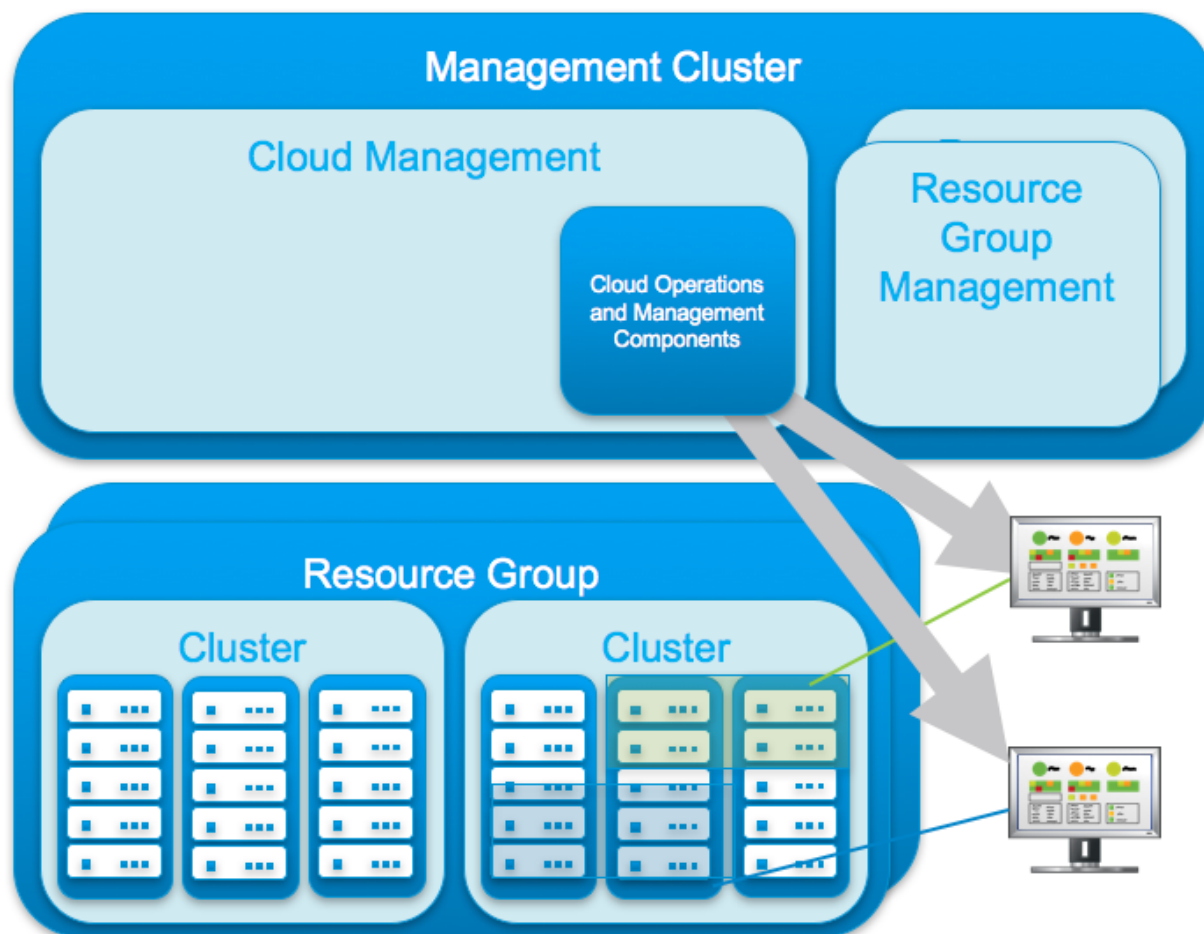 Management Cluster
Cloud Management
Resource
Group
Management
Cloud Operations
and Management
Components
Resource Group
Cluster
Cluster